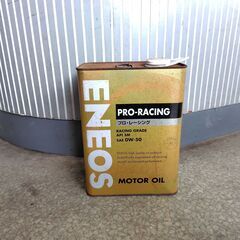 ENEOS
PRO-RACING
プロ・レーシング
RACING GRADE
API SM
SAE 0W-50
MOTOR OIL